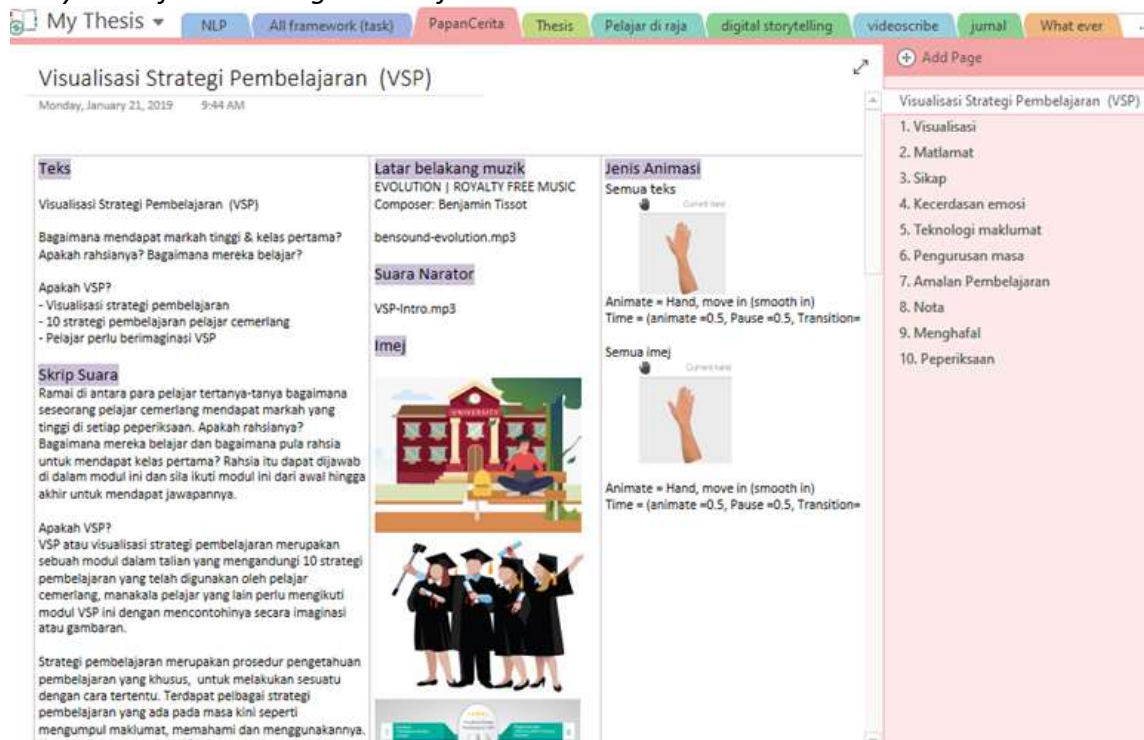 My Thesis
NLP
All framework (task)
PapanCerita
Thesis
Pelajar di raja
digital storytelling
videoscribe
jurnal
What ever
Visualisasi Strategi Pembelajaran (VSP)
Monday, January 21, 2019 9:44 AM
Teks
Visualisasi Strategi Pembelajaran (VSP)
Bagaimana mendapat markah tinggi & kelas pertama?
Apakah rahsianya? Bagaimana mereka belajar?
Apakah VSP?
- Visualisasi strategi pembelajaran
- 10 strategi pembelajaran pelajar cemerlang
- Pelajar perlu berimaginasi VSP
Skrip Suara
Ramai di antara para pelajar tertanya-tanya bagaimana
seseorang pelajar cemerlang mendapat markah yang
tinggi di setiap peperiksaan. Apakah rahsianya?
Bagaimana mereka belajar dan bagaimana pula rahsia
untuk mendapat kelas pertama? Rahsia itu dapat dijawab
di dalam modul ini dan sila ikuti modul ini dari awal hingga
akhir untuk mendapat jawapannya.
Apakah VSP?
VSP atau visualisasi strategi pembelajaran merupakan
sebuah modul dalam talian yang mengandungi 10 strategi
pembelajaran yang telah digunakan oleh pelajar
cemerlang, manakala pelajar yang lain perlu mengikuti
modul VSP ini dengan mencontohinya secara imaginasi
atau gambaran.
Strategi pembelajaran merupakan prosedur pengetahuan
pembelajaran yang khusus, untuk melakukan sesuatu
dengan cara tertentu. Terdapat pelbagai strategi
pembelajaran yang ada pada masa kini seperti
mengumpul maklumat, memahami dan menggunakannya.
Latar belakang muzik
EVOLUTION | ROYALTY FREE MUSIC
Composer: Benjamin Tissot
bensound-evolution.mp3
Suara Narator
VSP-Intro.mp3
Imej
UNIVERSITY
Jenis Animasi
Semua teks
Current hand
Animate = Hand, move in (smooth in)
Time = (animate =0.5, Pause =0.5, Transition=
Semua imej
Current hand
Animate = Hand, move in (smooth in)
Time = (animate =0.5, Pause =0.5, Transition=
Add Page
Visualisasi Strategi Pembelajaran (VSP)
1. Visualisasi
2. Matlamat
3. Sikap
4. Kecerdasan emosi
5. Teknologi maklumat
6. Pengurusan masa
7. Amalan Pembelajaran
8. Nota
9. Menghafal
10. Peperiksaan